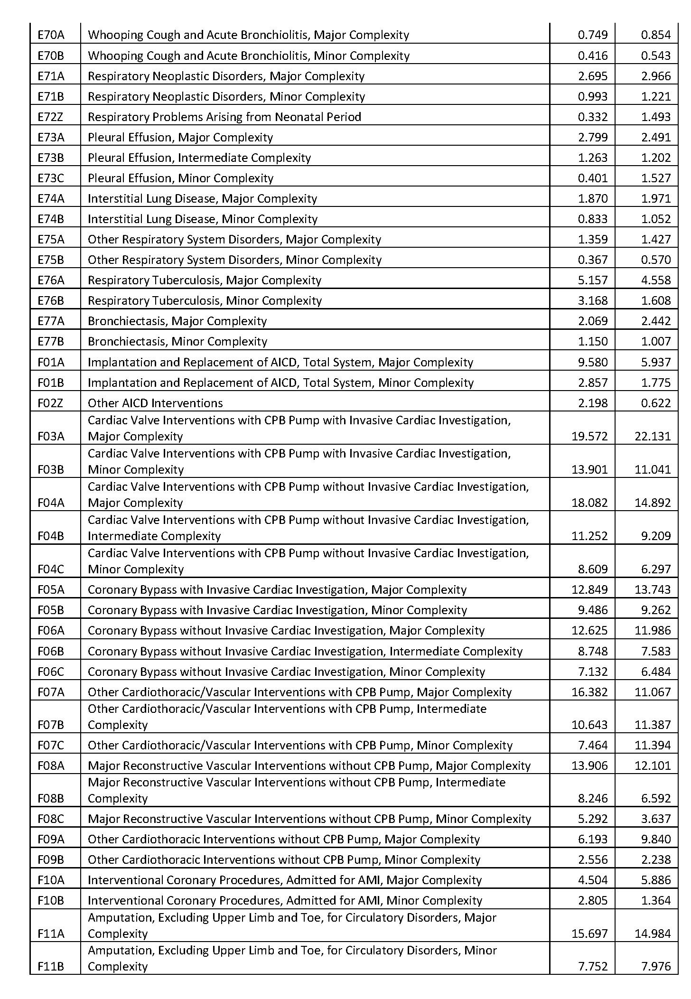 E70A Whooping Cough and Acute Bronchiolitis, Major Complexity 0.749 0.854
E70B Whooping Cough and Acute Bronchiolitis, Minor Complexity 0.416 0.543
E71A Respiratory Neoplastic Disorders, Major Complexity 2.695 2.966
E71B Respiratory Neoplastic Disorders, Minor Complexity 0.993 1.221
E72Z Respiratory Problems Arising from Neonatal Period 0.332 1.493
E73A Pleural Effusion, Major Complexity 2.799 2.491
E73B Pleural Effusion, Intermediate Complexity 1.263 1.202
E73C Pleural Effusion, Minor Complexity 0.401 1.527
E74A Interstitial Lung Disease, Major Complexity 1.870 1.971
E74B Interstitial Lung Disease, Minor Complexity 0.833 1.052
E75A Other Respiratory System Disorders, Major Complexity 1.359 1.427
E75B Other Respiratory System Disorders, Minor Complexity 0.367 0.570
E76A Respiratory Tuberculosis, Major Complexity 5.157 4.558
E76B Respiratory Tuberculosis, Minor Complexity 3.168 1.608
E77A Bronchiectasis, Major Complexity 2.069 2.442
E77B Bronchiectasis, Minor Complexity 1.150 1.007
F01A Implantation and Replacement of AICD, Total System, Major Complexity 9.580 5.937
F01B Implantation and Replacement of AICD, Total System, Minor Complexity 2.857 1.775
F02Z Other AICD Interventions 2.198 0.622
Cardiac Valve Interventions with CPB Pump with Invasive Cardiac Investigation,
F03A Major Complexity 19.572 22.131
Cardiac Valve Interventions with CPB Pump with Invasive Cardiac Investigation,
F03B Minor Complexity 13.901 11.041
Cardiac Valve Interventions with CPB Pump without Invasive Cardiac Investigation,
F04A Major Complexity 18.082 14.892
Cardiac Valve Interventions with CPB Pump without Invasive Cardiac Investigation,
F04B Intermediate Complexity 11.252 9.209
Cardiac Valve Interventions with CPB Pump without Invasive Cardiac Investigation,
F04C Minor Complexity 8.609 6.297
F05A Coronary Bypass with Invasive Cardiac Investigation, Major Complexity 12.849 13.743
F05B Coronary Bypass with Invasive Cardiac Investigation, Minor Complexity 9.486 9.262
F06A Coronary Bypass without Invasive Cardiac Investigation, Major Complexity 12.625 11.986
F06B Coronary Bypass without Invasive Cardiac Investigation, Intermediate Complexity 8.748 7.583
F06C Coronary Bypass without Invasive Cardiac Investigation, Minor Complexity 7.132 6.484
F07A Other Cardiothoracic/Vascular Interventions with CPB Pump, Major Complexity 16.382 11.067
Other Cardiothoracic/Vascular Interventions with CPB Pump, Intermediate
F07B Complexity 10.643 11.387
F07C Other Cardiothoracic/Vascular Interventions with CPB Pump, Minor Complexity 7.464 11.394
F08A Major Reconstructive Vascular Interventions without CPB Pump, Major Complexity 13.906 12.101
Major Reconstructive Vascular Interventions without CPB Pump, Intermediate
F08B Complexity 8.246 6.592
F08C Major Reconstructive Vascular Interventions without CPB Pump, Minor Complexity 5.292 3.637
F09A Other Cardiothoracic Interventions without CPB Pump, Major Complexity 6.193 9.840
F09B Other Cardiothoracic Interventions without CPB Pump, Minor Complexity 2.556 2.238
F10A Interventional Coronary Procedures, Admitted for AMI, Major Complexity 4.504 5.886
F10B Interventional Coronary Procedures, Admitted for AMI, Minor Complexity 2.805 1.364
Amputation, Excluding Upper Limb and Toe, for Circulatory Disorders, Major
F11A Complexity 15.697 14.984
Amputation, Excluding Upper Limb and Toe, for Circulatory Disorders, Minor
F11B Complexity 7.752 7.976